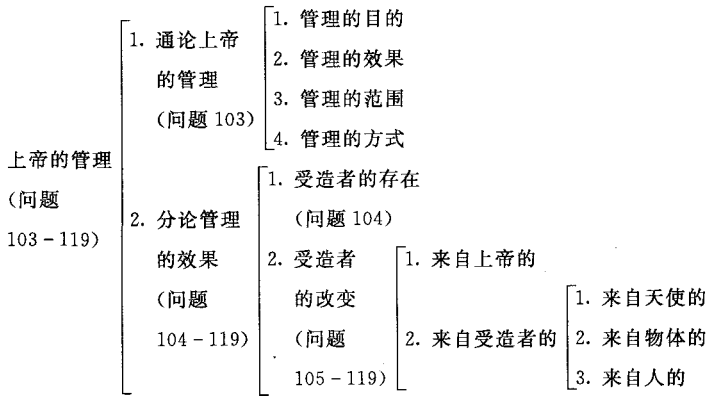 上帝的管理
(问题
103-119)
1. 通论上帝
的管理
(问题 103)
1. 管理的目的
2. 管理的效果
3. 管理的范围
4. 管理的方式
2. 分论管理
的效果
(问题
104-119)
1. 受造者的存在
(问题 104)
2. 受造者
的改变
(问题
105-119)
1. 来自上帝的
2. 来自受造者的
1. 来自天使的
2. 来自物体的
3. 来自人的